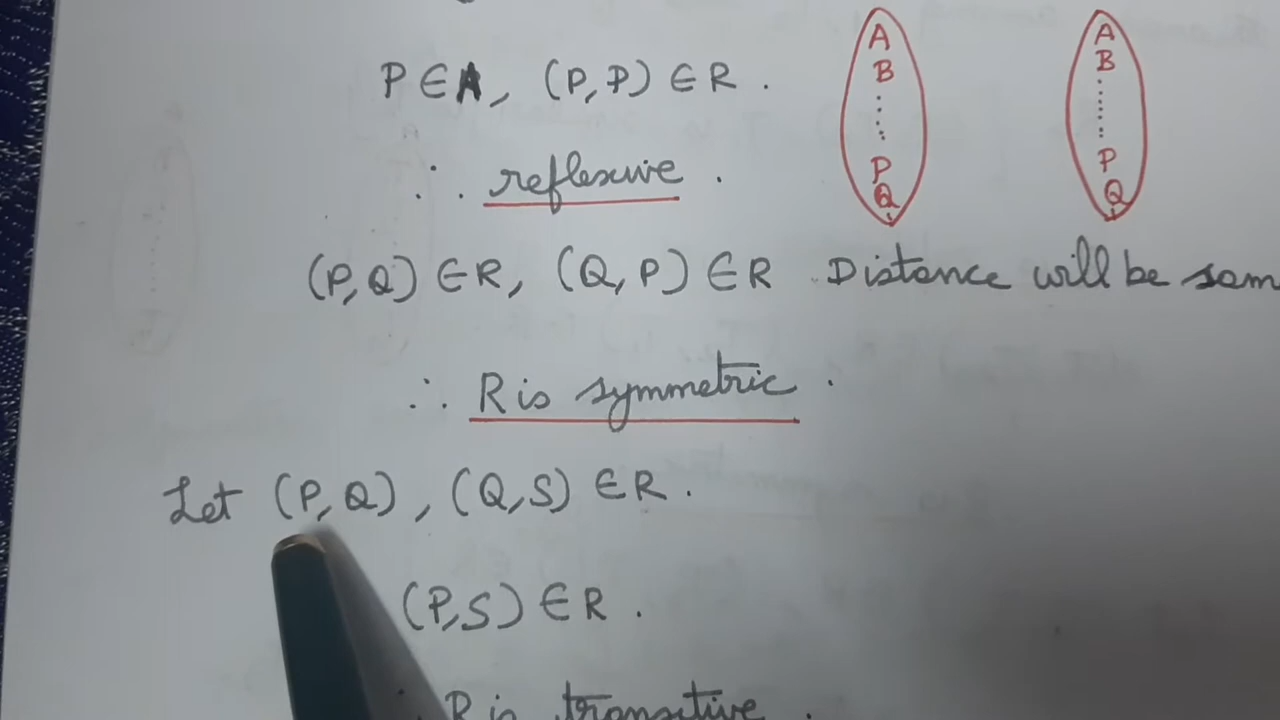 P ∈ A, (P, P) ∈ R .
∴ reflexive .
A
B
.....
P
Q
A
B
......
P
Q
(P, Q) ∈ R, (Q, P) ∈ R Distance will be sam
∴ R is symmetric .
Let (P, Q) , (Q, S) ∈ R .
(P, S) ∈ R .
∴ R is transitive .